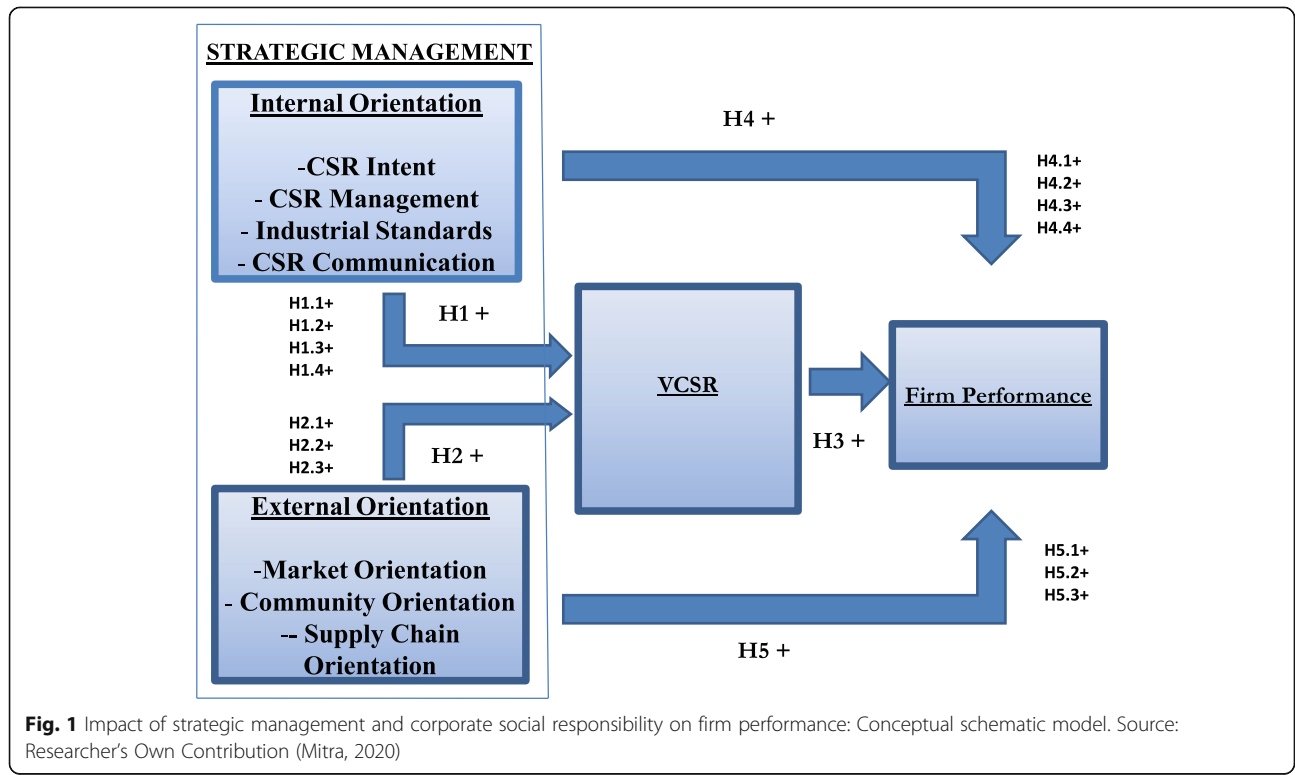 STRATEGIC MANAGEMENT
Internal Orientation
-CSR Intent
- CSR Management
- Industrial Standards
- CSR Communication
H4 +
H4.1+
H4.2+
H4.3+
H4.4+
H1.1+
H1.2+
H1.3+
H1.4+
H1 +
VCSR
H3 +
Firm Performance
H2.1+
H2.2+
H2.3+
H2 +
External Orientation
-Market Orientation
- Community Orientation
-- Supply Chain
Orientation
H5 +
H5.1+
H5.2+
H5.3+
Fig. 1 Impact of strategic management and corporate social responsibility on firm performance: Conceptual schematic model. Source:
Researcher's Own Contribution (Mitra, 2020)